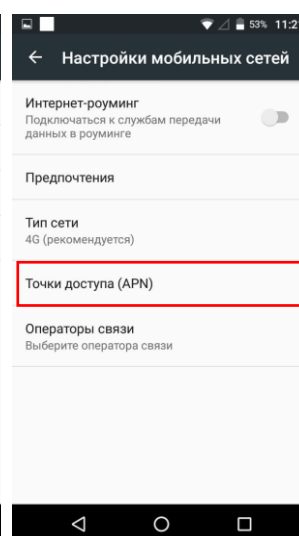 53% 11:2
Настройки мобильных сетей
Интернет-роуминг
Подключаться к службам передачи
данных в роуминге
Предпочтения
Тип сети
4G (рекомендуется)
Точки доступа (APN)
Операторы связи
Выберите оператора связи